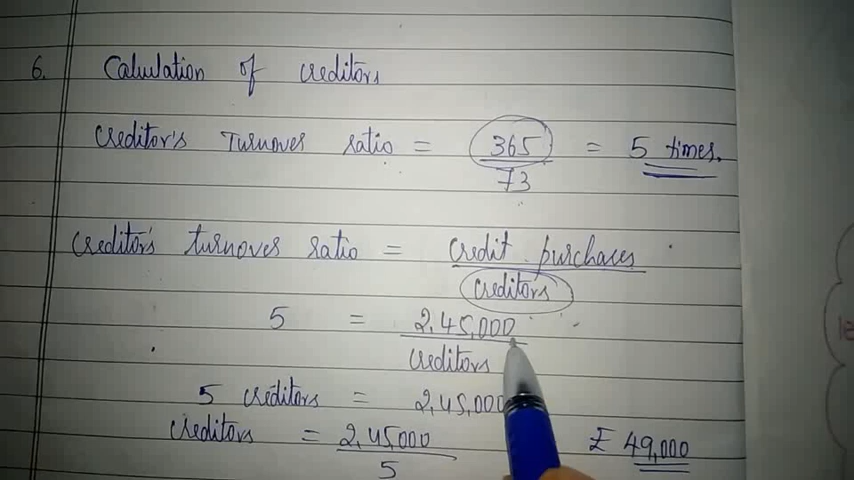 6. Calculation of creditors
Creditor's Turnover ratio = 365 / 73 = 5 times.
Creditor's turnover ratio = credit purchases / creditors
5 = 2,45,000 / creditors
5 creditors = 2,45,000
creditors = 2,45,000 / 5 ₹ 49,000